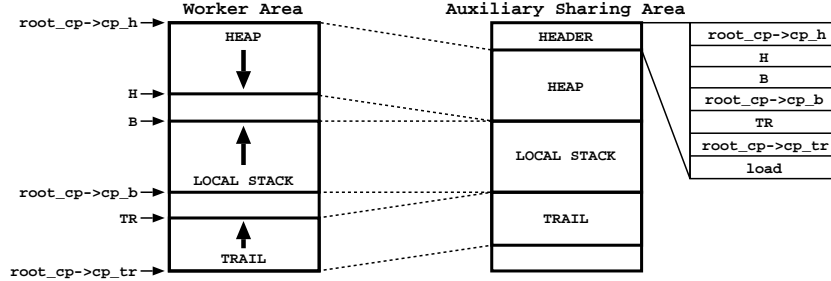 Worker Area
Auxiliary Sharing Area
root_cp->cp_h
HEAP
H
B
LOCAL STACK
root_cp->cp_b
TR
TRAIL
root_cp->cp_tr
HEADER
HEAP
LOCAL STACK
TRAIL
root_cp->cp_h
H
B
root_cp->cp_b
TR
root_cp->cp_tr
load